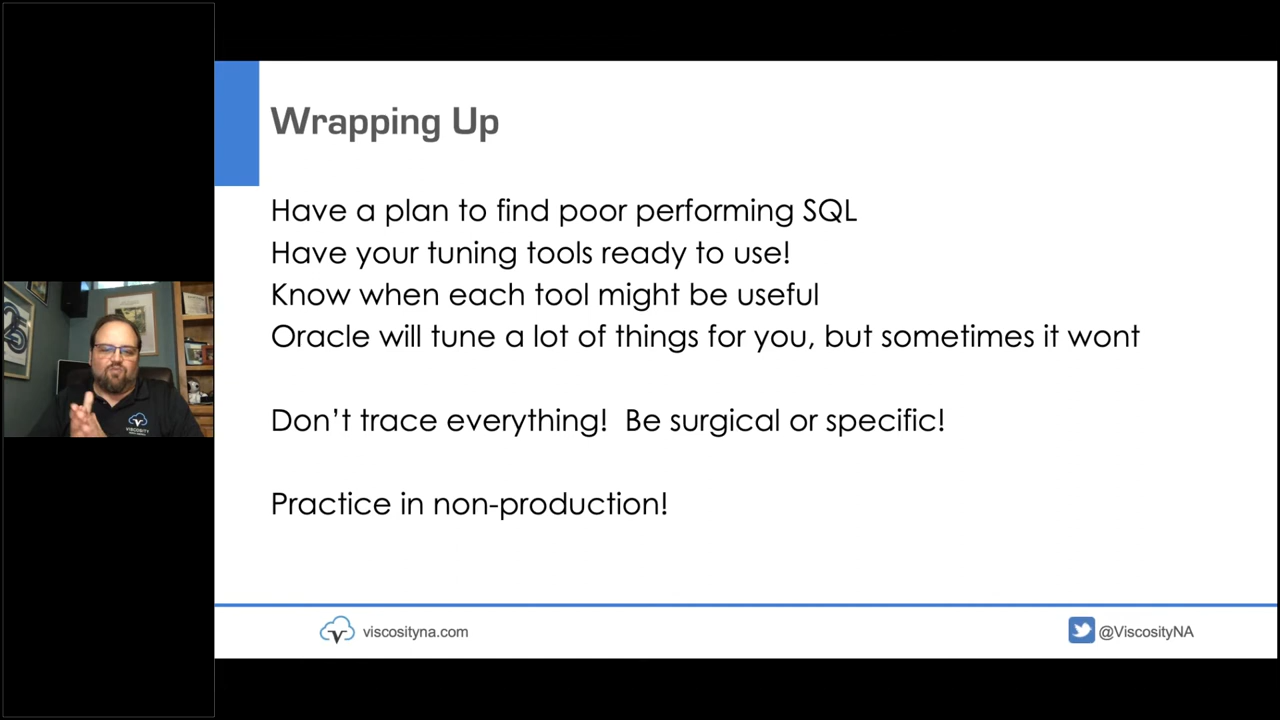 Wrapping Up
Have a plan to find poor performing SQL
Have your tuning tools ready to use!
Know when each tool might be useful
Oracle will tune a lot of things for you, but sometimes it wont
Don’t trace everything!  Be surgical or specific!
Practice in non-production!
VISCOSITY
viscosityna.com
@ViscosityNA